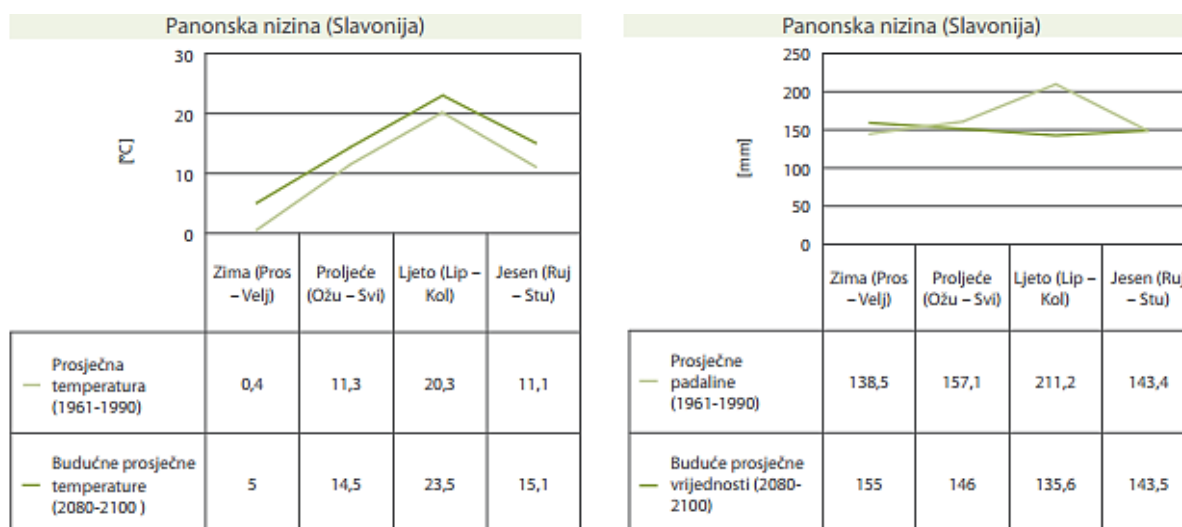 Panonska nizina (Slavonija)
30
20
10
0
[°C]
Zima (Pros
– Velj)
Proljeće
(Ožu – Svi)
Ljeto (Lip –
Kol)
Jesen (Ruj
– Stu)
Prosječna
temperatura
(1961-1990)
0,4
11,3
20,3
11,1
Budućne prosječne
temperature
(2080-2100 )
5
14,5
23,5
15,1
Panonska nizina (Slavonija)
250
200
150
100
50
0
[mm]
Zima (Pros
– Velj)
Proljeće
(Ožu – Svi)
Ljeto (Lip –
Kol)
Jesen (Ruj
– Stu)
Prosječne
padaline
(1961-1990)
138,5
157,1
211,2
143,4
Buduće prosječne
vrijednosti (2080-
2100)
155
146
135,6
143,5